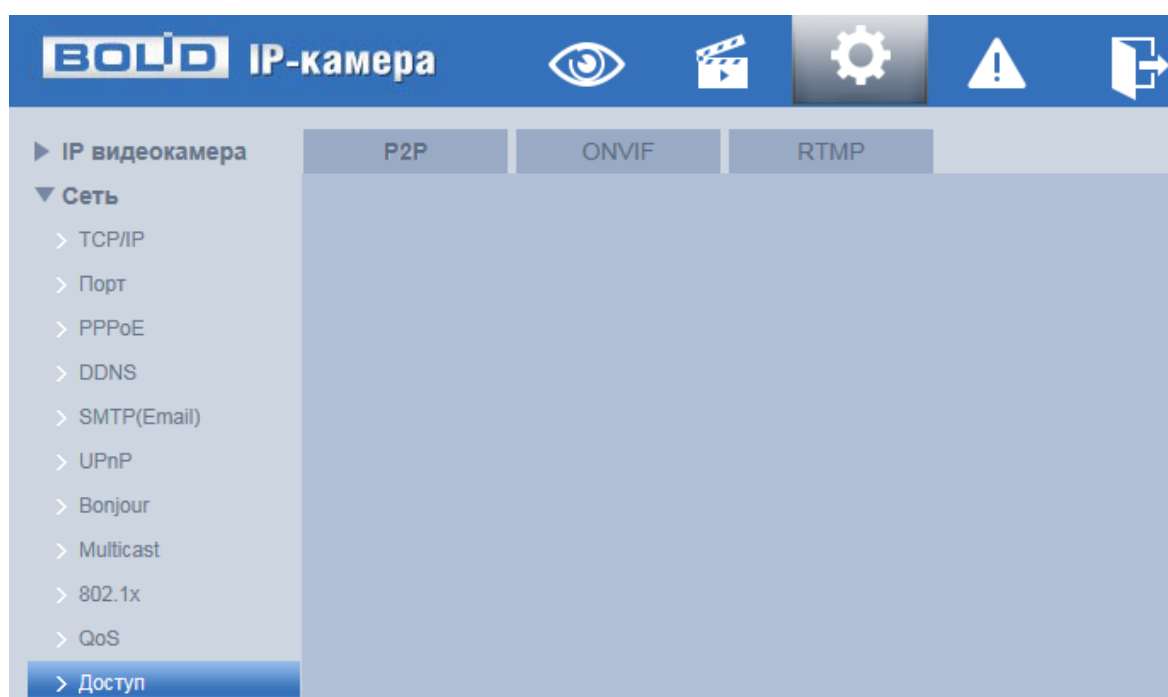 BOLID IP-камера
IP видеокамера
P2P
ONVIF
RTMP
Сеть
TCP/IP
Порт
PPPoE
DDNS
SMTP(Email)
UPnP
Bonjour
Multicast
802.1x
QoS
Доступ